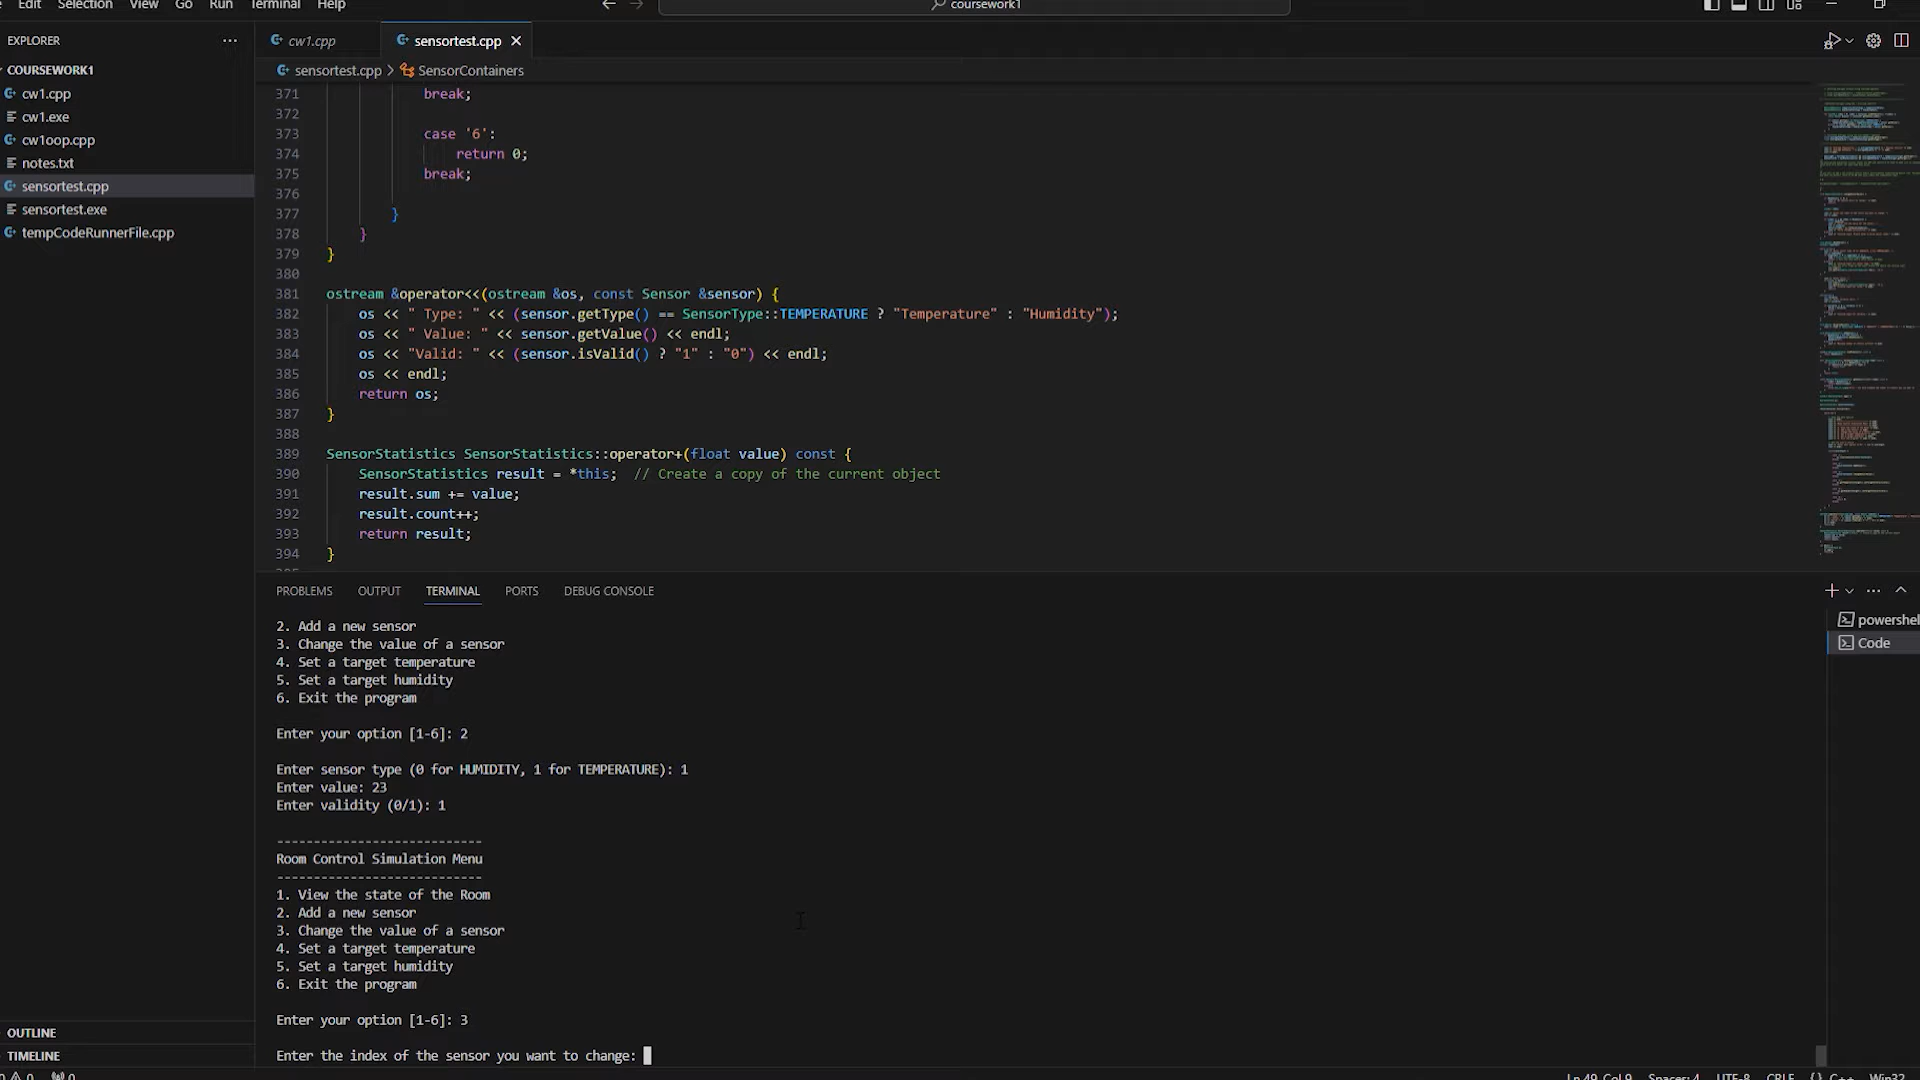 Edit Selection View Go Run Terminal Help
coursework1
EXPLORER
cw1.cpp
sensortest.cpp
COURSEWORK1
sensortest.cpp > SensorContainers
cw1.cpp
cw1.exe
cw1oop.cpp
notes.txt
sensortest.cpp
sensortest.exe
tempCodeRunnerFile.cpp
371 break;
372
373 case '6':
374 return 0;
375 break;
376
377 }
378 }
379 }
380
381 ostream &operator<<(ostream &os, const Sensor &sensor) {
382 os << " Type: " << (sensor.getType() == SensorType::TEMPERATURE ? "Temperature" : "Humidity");
383 os << " Value: " << sensor.getValue() << endl;
384 os << "Valid: " << (sensor.isValid() ? "1" : "0") << endl;
385 os << endl;
386 return os;
387 }
388
389 SensorStatistics SensorStatistics::operator+(float value) const {
390 SensorStatistics result = *this; // Create a copy of the current object
391 result.sum += value;
392 result.count++;
393 return result;
394 }
PROBLEMS OUTPUT TERMINAL PORTS DEBUG CONSOLE
powershell
Code
2. Add a new sensor
3. Change the value of a sensor
4. Set a target temperature
5. Set a target humidity
6. Exit the program
Enter your option [1-6]: 2
Enter sensor type (0 for HUMIDITY, 1 for TEMPERATURE): 1
Enter value: 23
Enter validity (0/1): 1
----------------------------
Room Control Simulation Menu
----------------------------
1. View the state of the Room
2. Add a new sensor
3. Change the value of a sensor
4. Set a target temperature
5. Set a target humidity
6. Exit the program
Enter your option [1-6]: 3
Enter the index of the sensor you want to change:
OUTLINE
TIMELINE
Ln 49, Col 9 Spaces: 4 UTF-8 CRLF {} C++ Win32